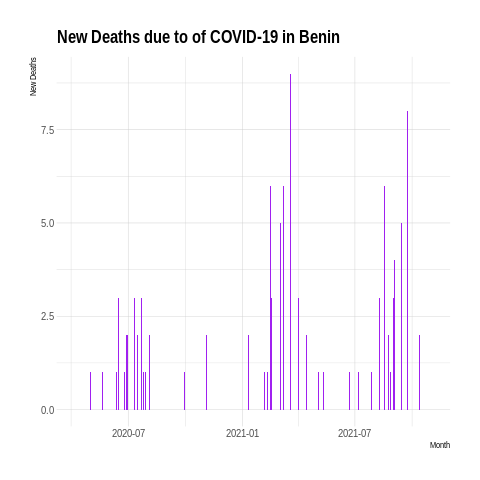 New Deaths due to of COVID-19 in Benin
New Deaths
7.5
5.0
2.5
0.0
2020-07 2021-01 2021-07
Month